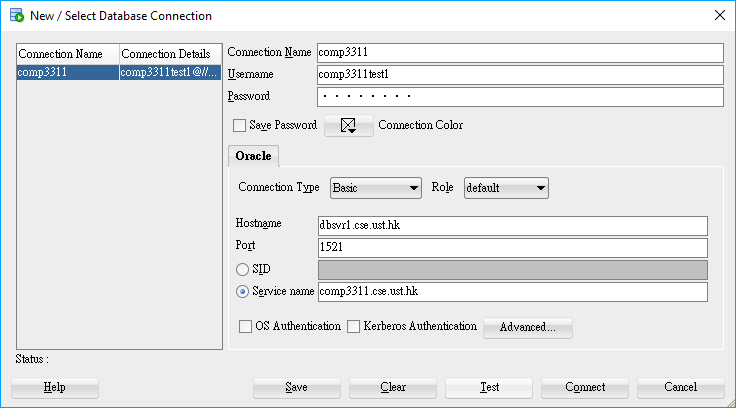 New / Select Database Connection
Connection Name Connection Details
comp3311 comp3311test1@//...
Connection Name comp3311
Username comp3311test1
Password ········
Save Password Connection Color
Oracle
Connection Type Basic Role default
Hostname dbsvr1.cse.ust.hk
Port 1521
SID
Service name comp3311.cse.ust.hk
OS Authentication Kerberos Authentication Advanced...
Status :
Help Save Clear Test Connect Cancel